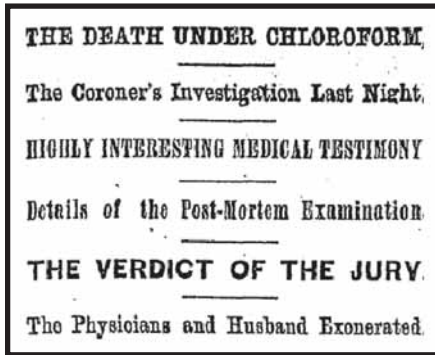 THE DEATH UNDER CHLOROFORM,
The Coroner's Investigation Last Night,
HIGHLY INTERESTING MEDICAL TESTIMONY
Details of the Post-Mortem Examination
THE VERDICT OF THE JURY.
The Physicians and Husband Exonerated.